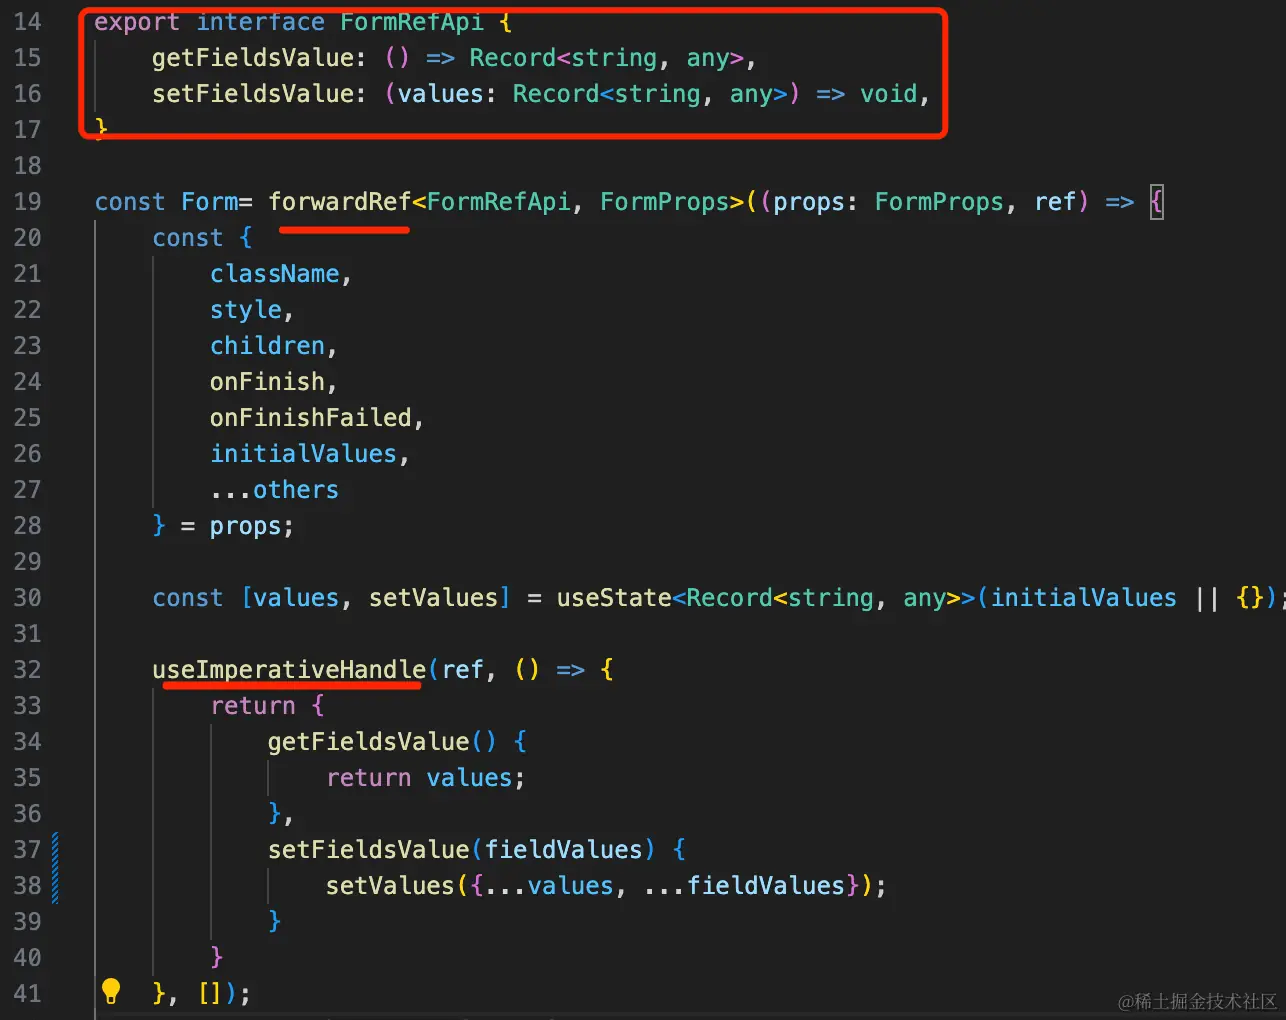 14 export interface FormRefApi {
15     getFieldsValue: () => Record<string, any>,
16     setFieldsValue: (values: Record<string, any>) => void,
17 }
18
19 const Form= forwardRef<FormRefApi, FormProps>((props: FormProps, ref) => {
20     const {
21         className,
22         style,
23         children,
24         onFinish,
25         onFinishFailed,
26         initialValues,
27         ...others
28     } = props;
29
30     const [values, setValues] = useState<Record<string, any>>(initialValues || {});
31
32     useImperativeHandle(ref, () => {
33         return {
34             getFieldsValue() {
35                 return values;
36             },
37             setFieldsValue(fieldValues) {
38                 setValues({...values, ...fieldValues});
39             }
40         }
41     }, []);
@稀土掘金技术社区